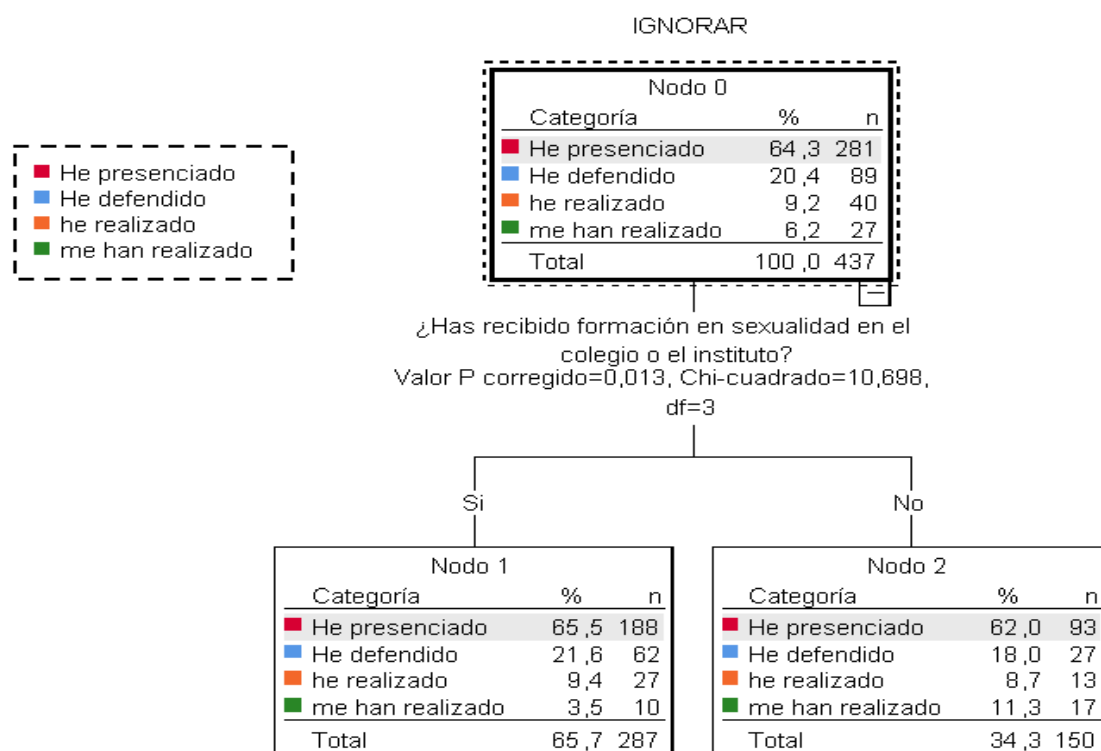 IGNORAR
Nodo 0
Categoría % n
He presenciado 64,3 281
He defendido 20,4 89
he realizado 9,2 40
me han realizado 6,2 27
Total 100,0 437
He presenciado
He defendido
he realizado
me han realizado
¿Has recibido formación en sexualidad en el
colegio o el instituto?
Valor P corregido=0,013, Chi-cuadrado=10,698,
df=3
Si
No
Nodo 1
Categoría % n
He presenciado 65,5 188
He defendido 21,6 62
he realizado 9,4 27
me han realizado 3,5 10
Total 65,7 287
Nodo 2
Categoría % n
He presenciado 62,0 93
He defendido 18,0 27
he realizado 8,7 13
me han realizado 11,3 17
Total 34,3 150